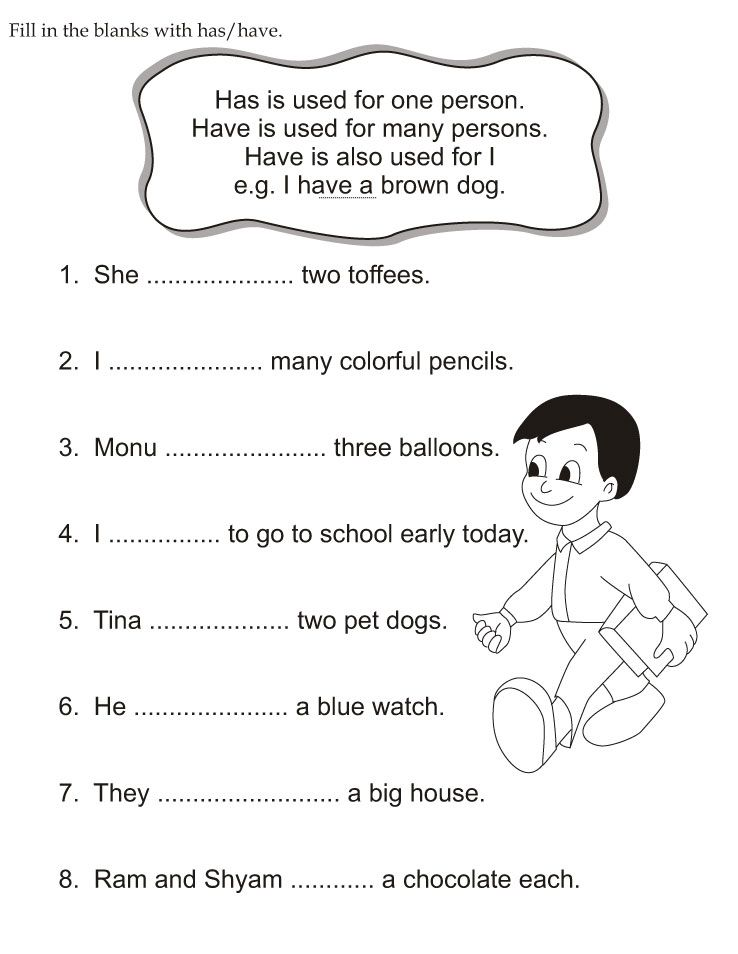 Fill in the blanks with has/have.
Has is used for one person.
Have is used for many persons.
Have is also used for I
e.g. I have a brown dog.
1. She ..................... two toffees.
2. I ...................... many colorful pencils.
3. Monu ....................... three balloons.
4. I ................ to go to school early today.
5. Tina .................... two pet dogs.
6. He ...................... a blue watch.
7. They .......................... a big house.
8. Ram and Shyam ............ a chocolate each.